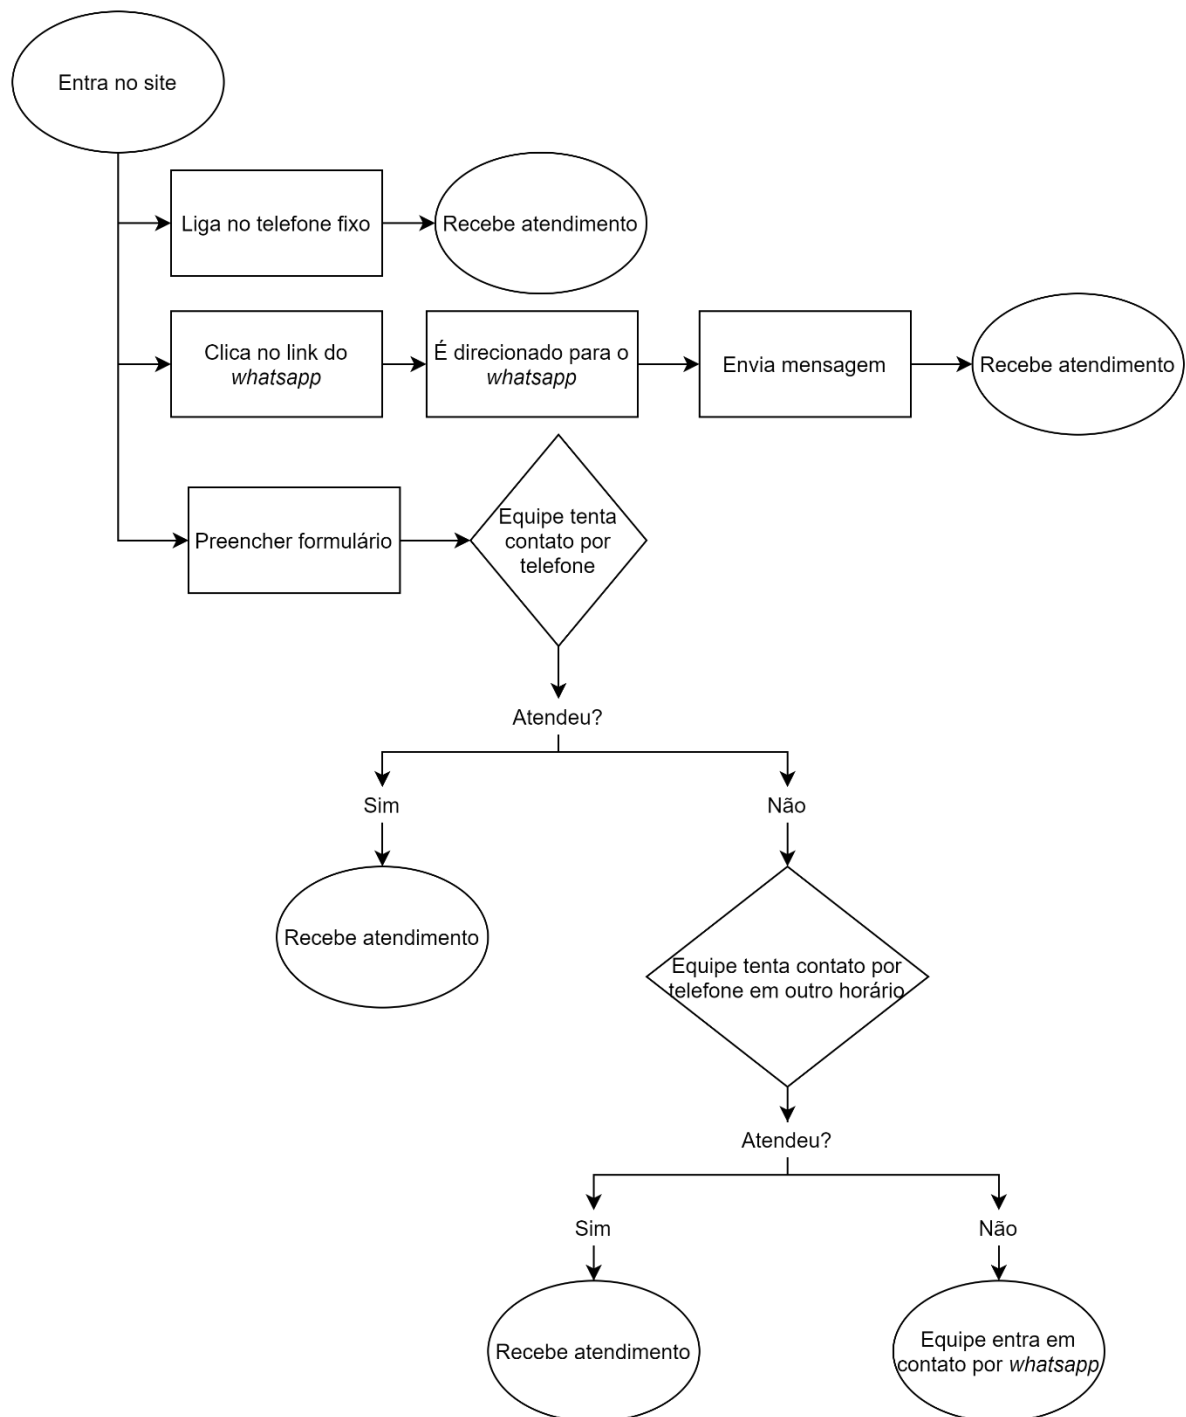 Entra no site
Liga no telefone fixo
Recebe atendimento
Clica no link do
whatsapp
É direcionado para o
whatsapp
Envia mensagem
Recebe atendimento
Preencher formulário
Equipe tenta
contato por
telefone
Atendeu?
Sim
Não
Recebe atendimento
Equipe tenta contato por
telefone em outro horário
Atendeu?
Sim
Não
Recebe atendimento
Equipe entra em
contato por whatsapp